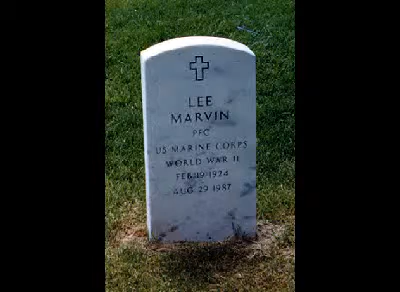 LEE
MARVIN
PFC
US MARINE CORPS
WORLD WAR II
FEB 19 1924
AUG 29 1987